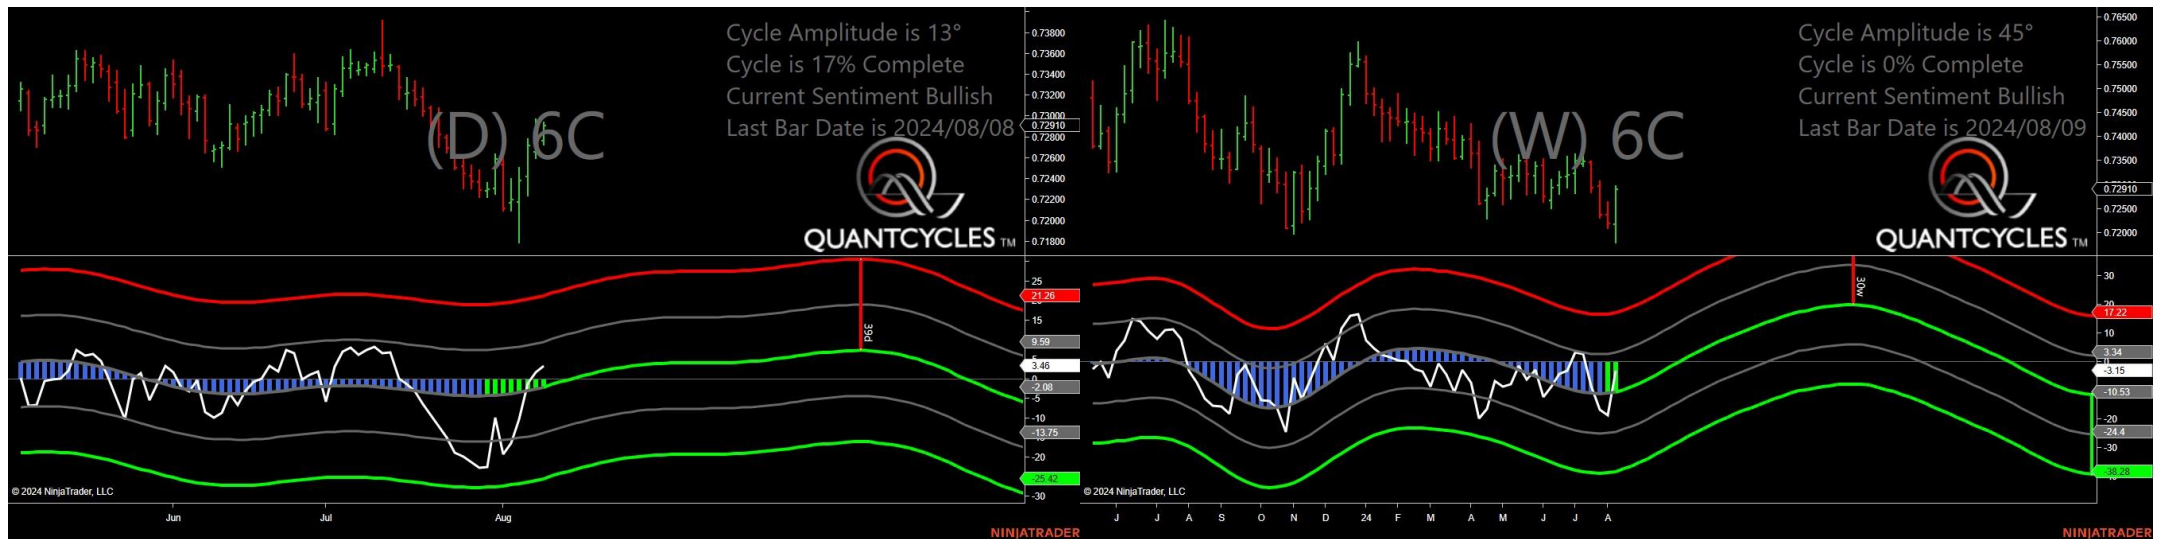 Cycle Amplitude is 13°
Cycle is 17% Complete
Current Sentiment Bullish
Last Bar Date is 2024/08/08
(D) 6C
QUANTCYCLES TM
0.73800
0.73600
0.73400
0.73200
0.73000
0.72910
0.72800
0.72600
0.72400
0.72200
0.72000
0.71800
39d
25
21.26
15
9.59
5
3.46
0
-2.08
-5
-10
-13.75
-20
-25.42
-30
© 2024 NinjaTrader, LLC
Jun Jul Aug
NINJATRADER
Cycle Amplitude is 45°
Cycle is 0% Complete
Current Sentiment Bullish
Last Bar Date is 2024/08/09
(W) 6C
QUANTCYCLES TM
0.76500
0.76000
0.75500
0.75000
0.74500
0.74000
0.73500
0.72910
0.72500
0.72000
30w
30
20
17.22
10
3.34
0
-3.15
-10.53
-20
-24.4
-30
-38.28
© 2024 NinjaTrader, LLC
J J A S O N D 24 F M A M J J A
NINJATRADER